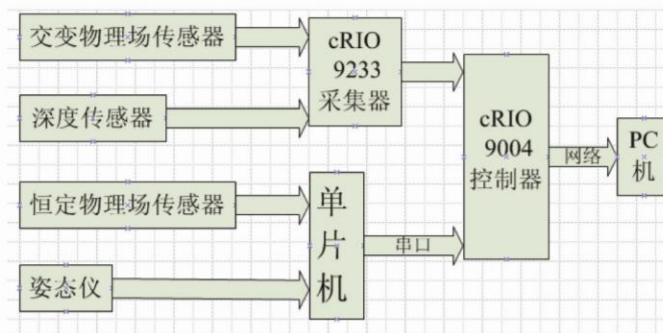 交变物理场传感器
cRIO
9233
采集器
深度传感器
cRIO
9004
控制器
网络
PC
机
恒定物理场传感器
单
片
机
串口
姿态仪